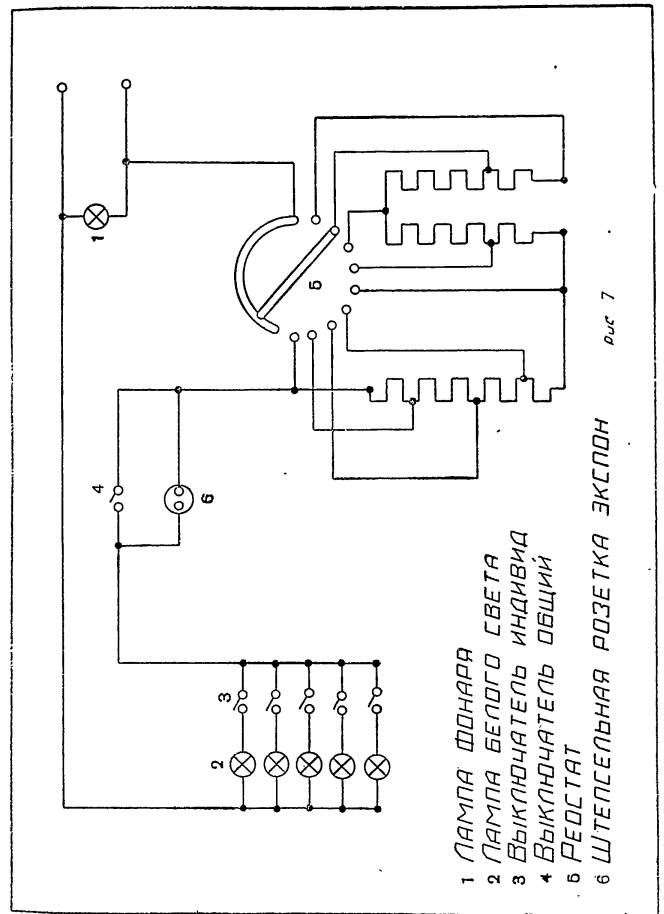 1
5
рис 7
4
6
3
2
1 Лампа фонаря
2 Лампа белого света
3 Выключатель индивид
4 Выключатель общий
5 Реостат
6 Штепсельная розетка экспон